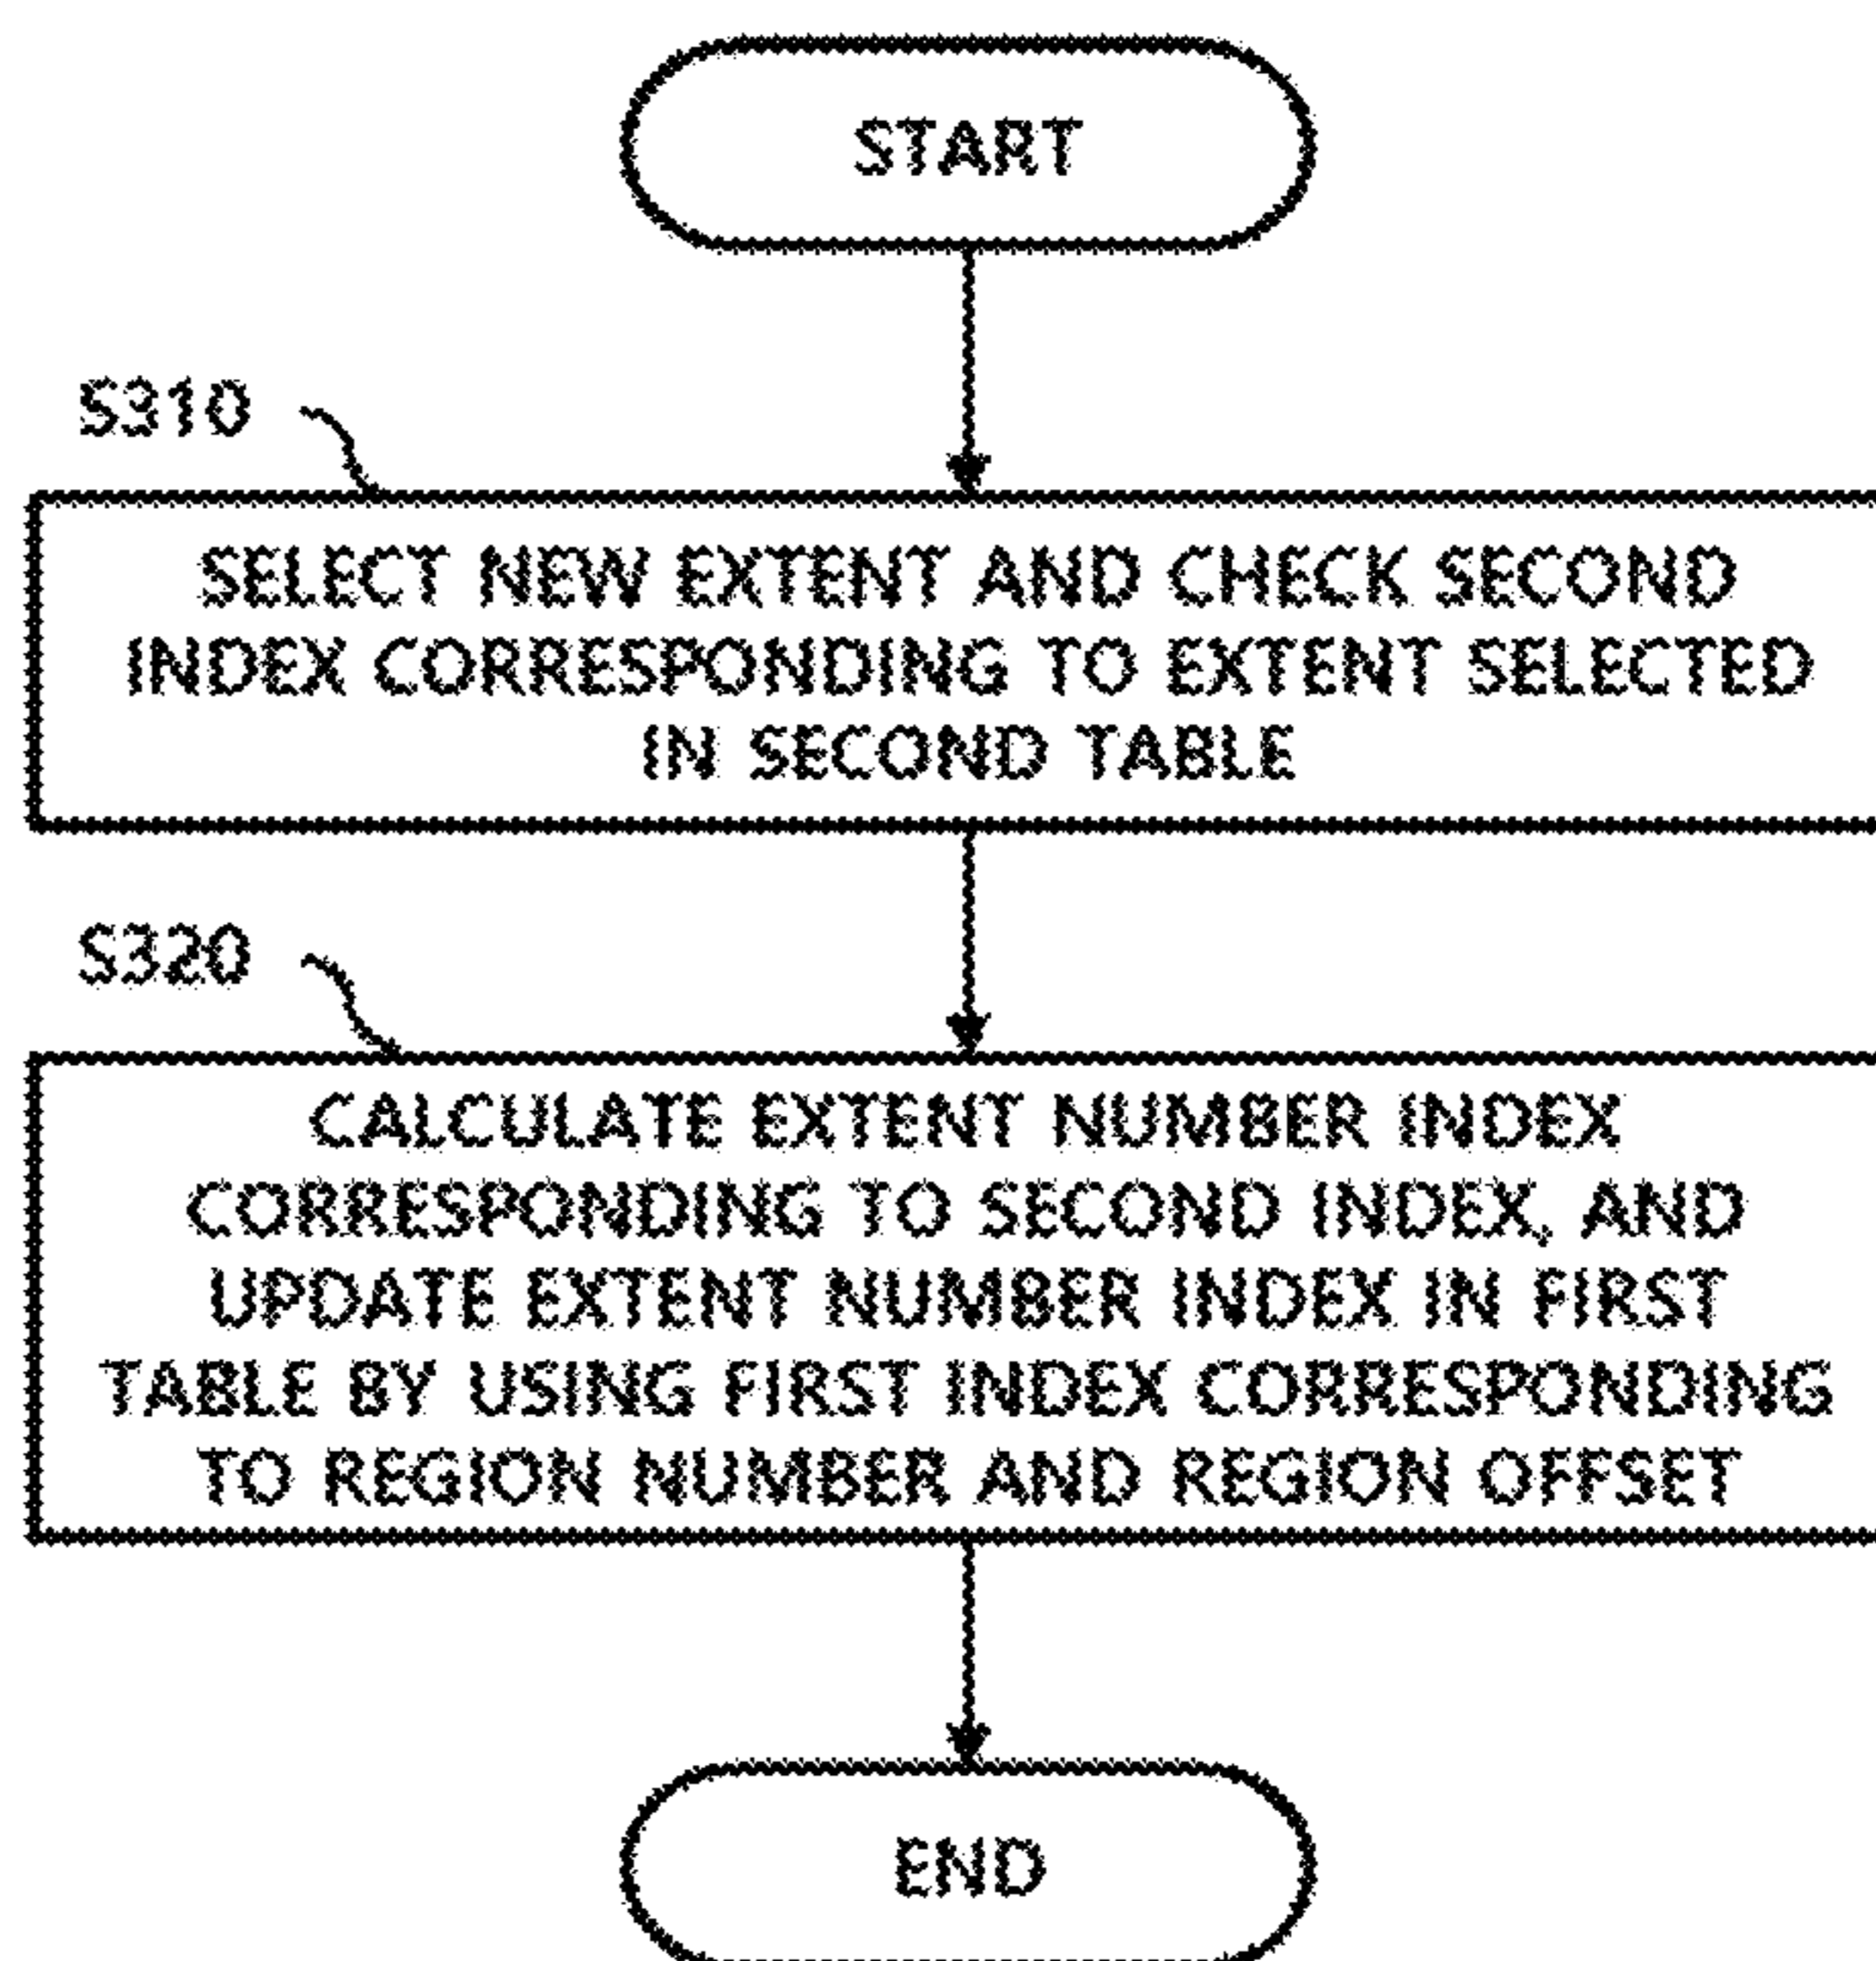 START
S310
SELECT NEW EXTENT AND CHECK SECOND
INDEX CORRESPONDING TO EXTENT SELECTED
IN SECOND TABLE
S320
CALCULATE EXTENT NUMBER INDEX
CORRESPONDING TO SECOND INDEX, AND
UPDATE EXTENT NUMBER INDEX IN FIRST
TABLE BY USING FIRST INDEX CORRESPONDING
TO REGION NUMBER AND REGION OFFSET
END